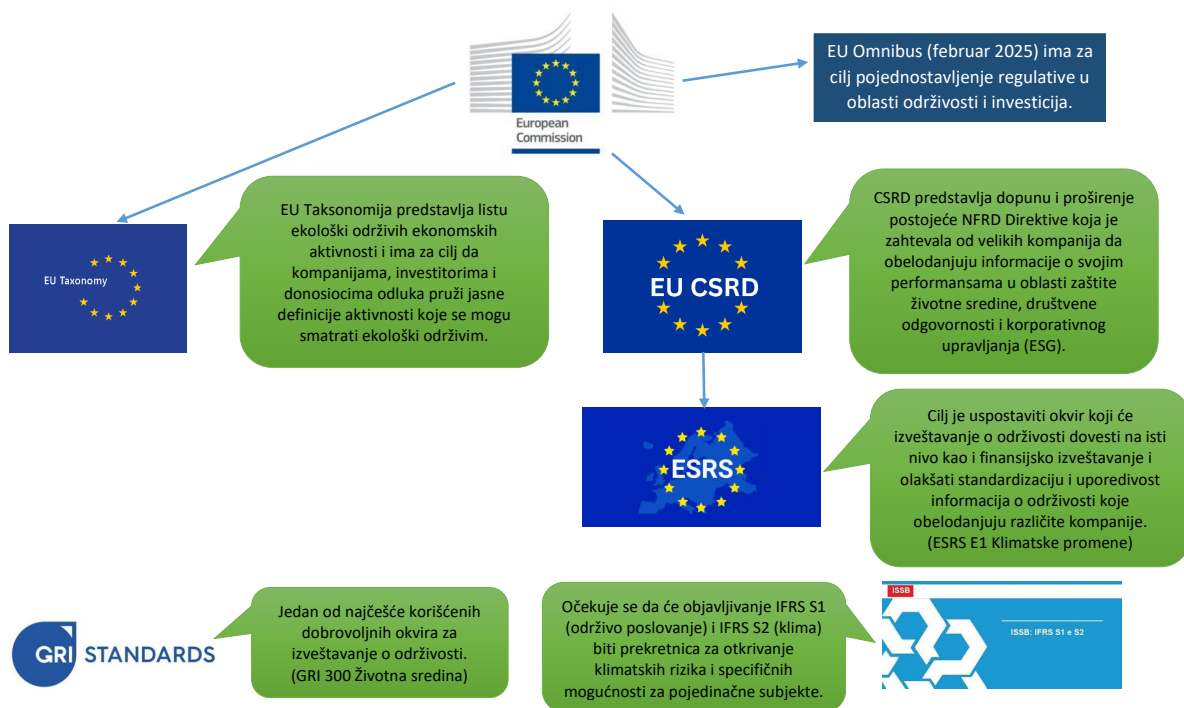 European
Commission
EU Omnibus (februar 2025) ima za
cilj pojednostavljenje regulative u
oblasti održivosti i investicija.
EU Taxonomy
EU Taksonomija predstavlja listu
ekološki održivih ekonomskih
aktivnosti i ima za cilj da
kompanijama, investitorima i
donosiocima odluka pruži jasne
definicije aktivnosti koje se mogu
smatrati ekološki održivim.
EU CSRD
CSRD predstavlja dopunu i proširenje
postojeće NFRD Direktive koja je
zahtevala od velikih kompanija da
obelodanjuju informacije o svojim
performansama u oblasti zaštite
životne sredine, društvene
odgovornosti i korporativnog
upravljanja (ESG).
ESRS
Cilj je uspostaviti okvir koji će
izveštavanje o održivosti dovesti na isti
nivo kao i finansijsko izveštavanje i
olakšati standardizaciju i uporedivost
informacija o održivosti koje
obelodanjuju različite kompanije.
(ESRS E1 Klimatske promene)
GRI STANDARDS
Jedan od najčešće korišćenih
dobrovoljnih okvira za
izveštavanje o održivosti.
(GRI 300 Životna sredina)
Očekuje se da će objavljivanje IFRS S1
(održivo poslovanje) i IFRS S2 (klima)
biti prekretnica za otkrivanje
klimatskih rizika i specifičnih
mogućnosti za pojedinačne subjekte.
ISSB
ISSB: IFRS S1 e S2